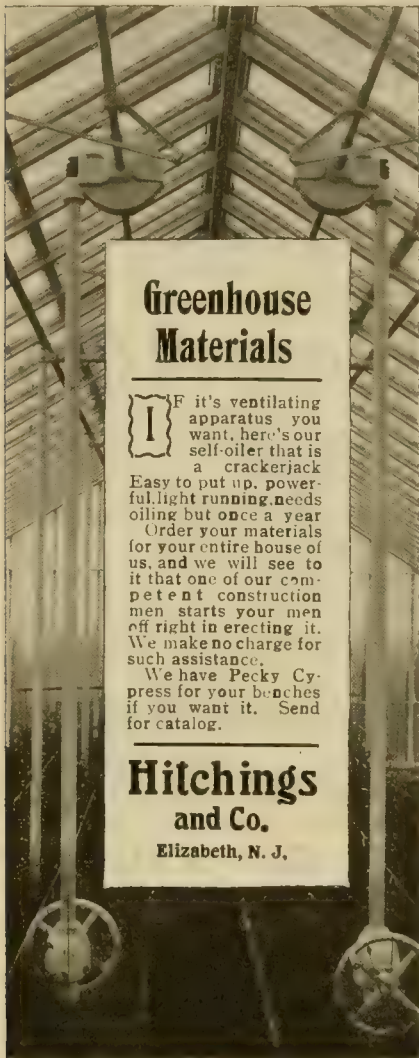 Greenhouse
Materials
IF it's ventilating
apparatus you
want, here's our
self-oiler that is
a crackerjack
Easy to put up, power-
ful, light running, needs
oiling but once a year
Order your materials
for your entire house of
us, and we will see to
it that one of our com-
petent construction
men starts your men
off right in erecting it.
We make no charge for
such assistance.
We have Pecky Cy-
press for your benches
if you want it. Send
for catalog.
Hitchings
and Co.
Elizabeth, N. J.